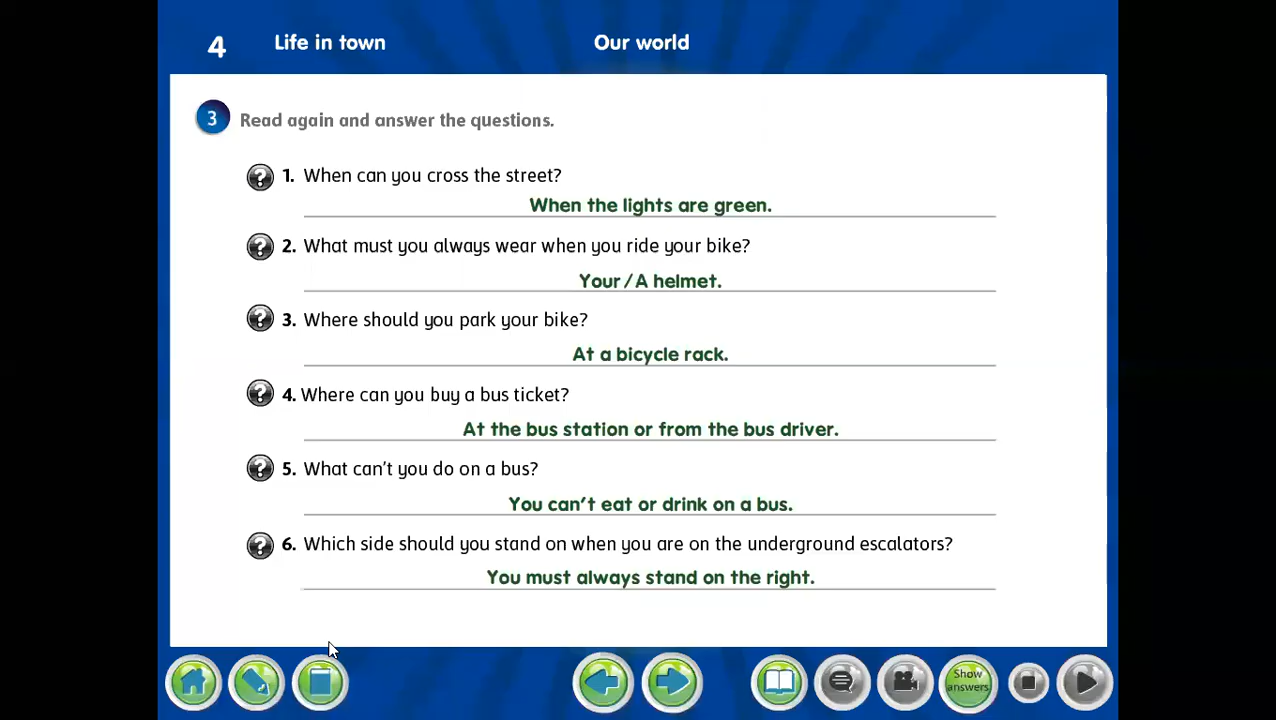 4 Life in town Our world
3 Read again and answer the questions.
? 1. When can you cross the street?
When the lights are green.
? 2. What must you always wear when you ride your bike?
Your / A helmet.
? 3. Where should you park your bike?
At a bicycle rack.
? 4. Where can you buy a bus ticket?
At the bus station or from the bus driver.
? 5. What can't you do on a bus?
You can't eat or drink on a bus.
? 6. Which side should you stand on when you are on the underground escalators?
You must always stand on the right.
Show
answers